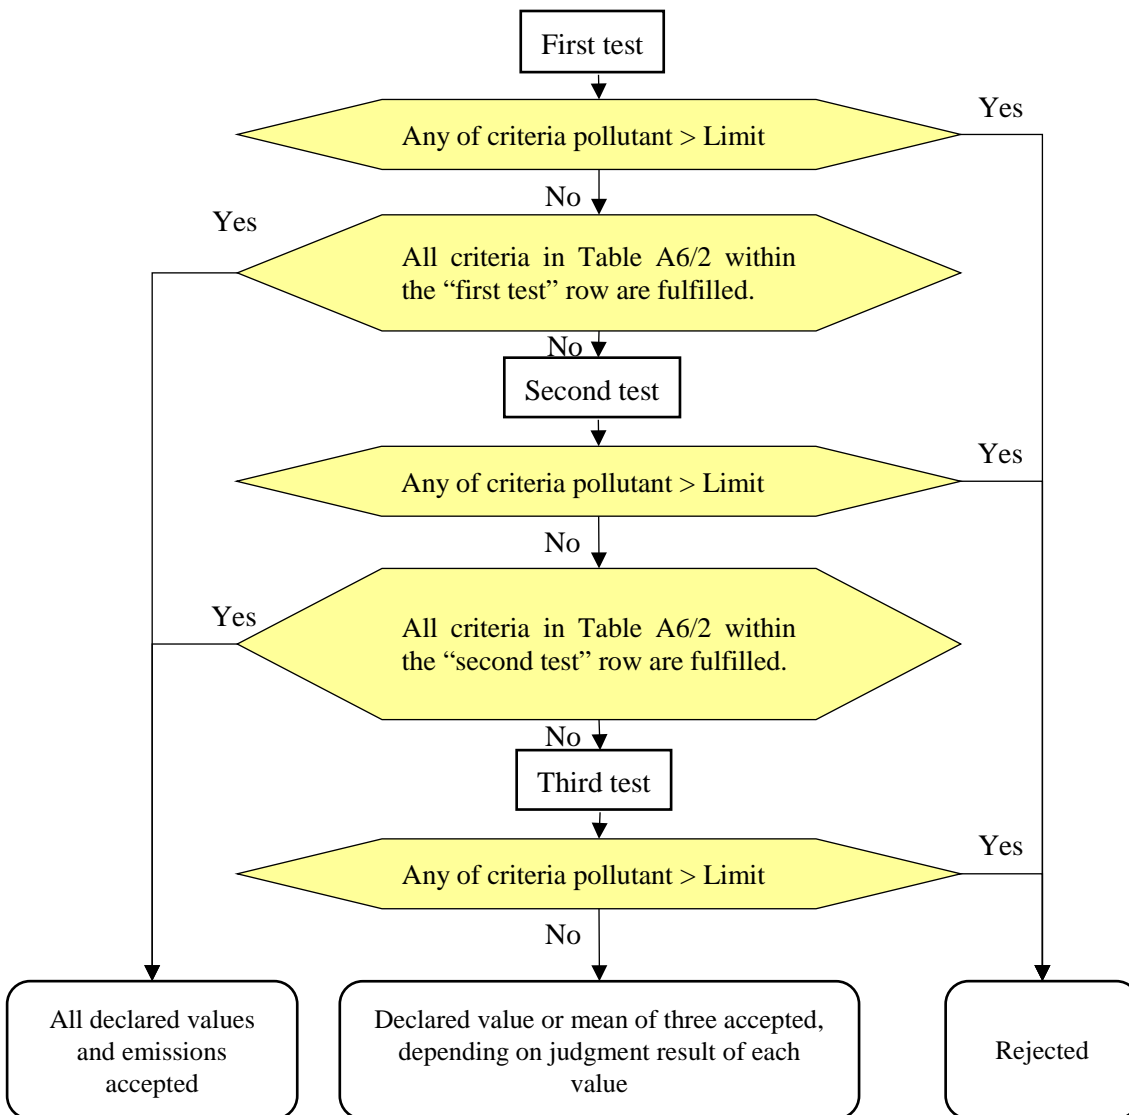 First test
Yes
Any of criteria pollutant > Limit
No
Yes
All criteria in Table A6/2 within
the “first test” row are fulfilled.
No
Second test
Yes
Any of criteria pollutant > Limit
No
Yes
All criteria in Table A6/2 within
the “second test” row are fulfilled.
No
Third test
Yes
Any of criteria pollutant > Limit
No
All declared values
and emissions
accepted
Declared value or mean of three accepted,
depending on judgment result of each
value
Rejected